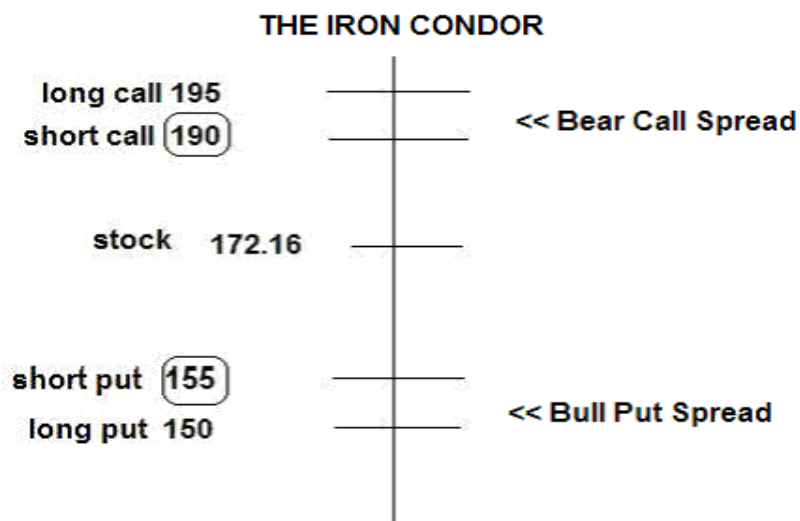 THE IRON CONDOR
long call 195
short call 190
<< Bear Call Spread
stock 172.16
short put 155
long put 150
<< Bull Put Spread